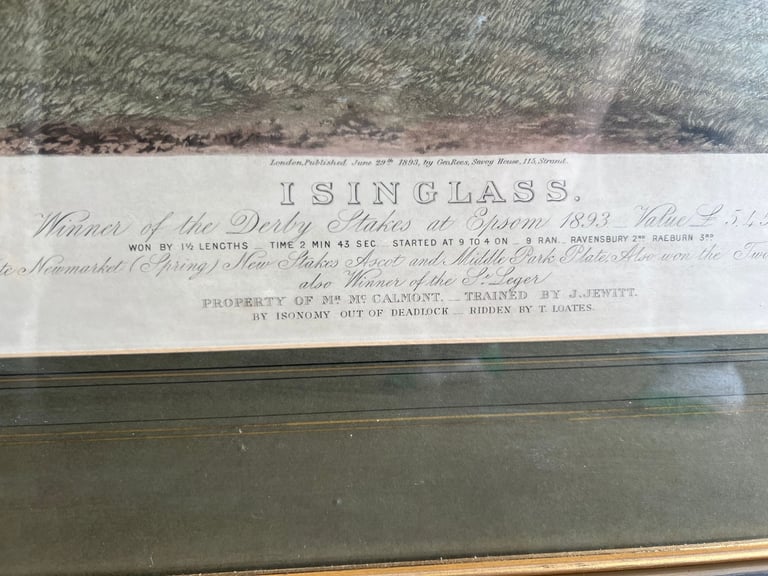 London, Published June 29th 1893, by Geo Rees, Savoy House, 115, Strand.
ISINGLASS.
Winner of the Derby Stakes at Epsom 1893 _ Value £ 5,45
WON BY 1½ LENGTHS _ TIME 2 MIN 43 SEC _ STARTED AT 9 TO 4 ON _ 9 RAN _ RAVENSBURY 2ND RAEBURN 3RD
te Newmarket (Spring) New Stakes Ascot and Middle Park Plate, Also won the Two
also Winner of the St Leger
PROPERTY OF Mr Mc CALMONT. _ TRAINED BY J. JEWITT.
BY ISONOMY OUT OF DEADLOCK _ RIDDEN BY T. LOATES.